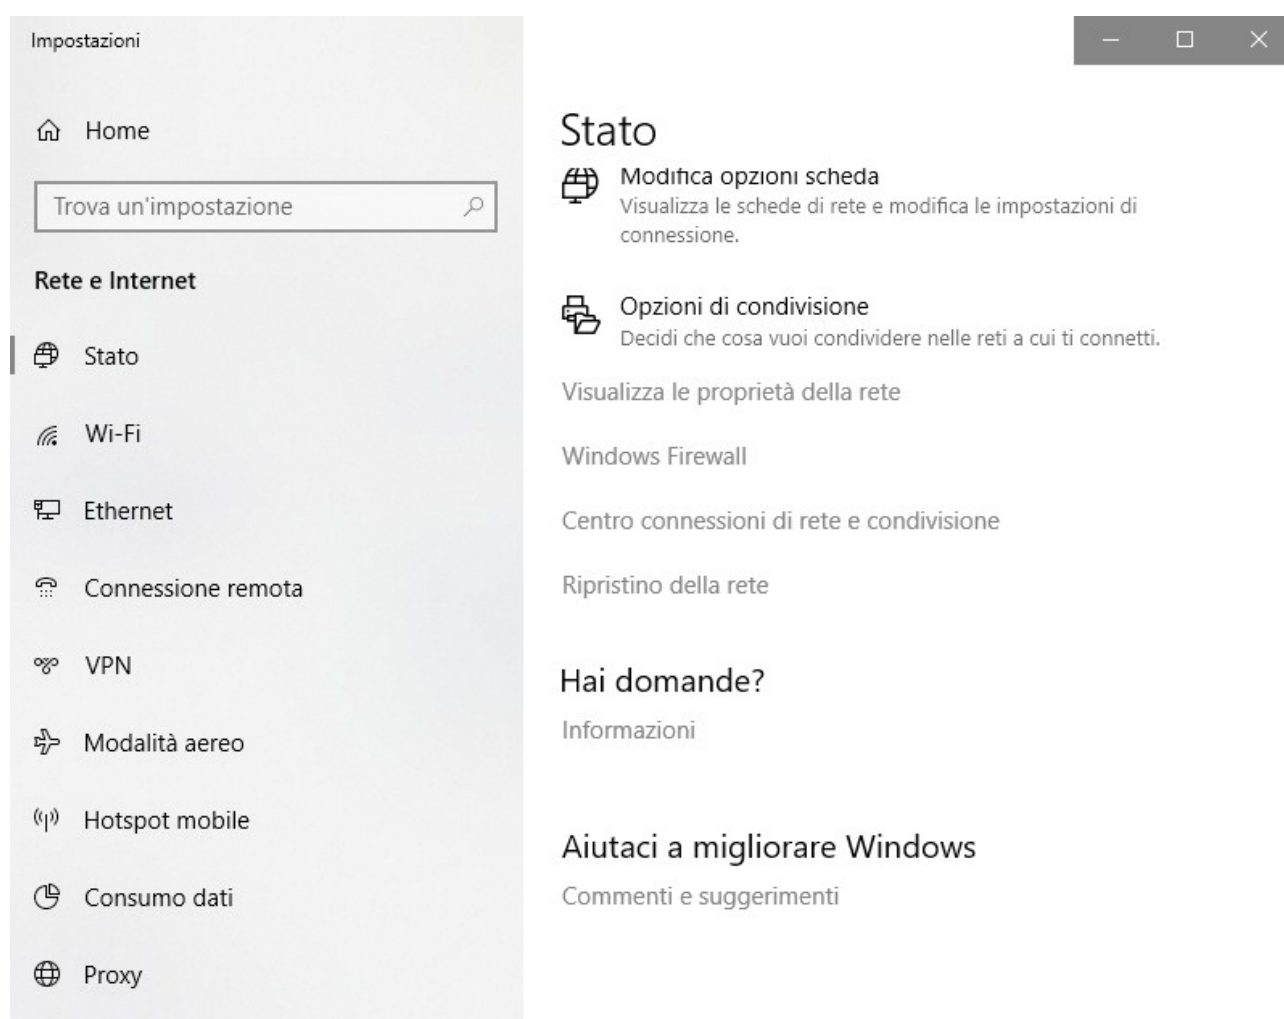 Impostazioni
Home
Trova un'impostazione
Rete e Internet
Stato
Wi-Fi
Ethernet
Connessione remota
VPN
Modalità aereo
Hotspot mobile
Consumo dati
Proxy
Stato
Modifica opzioni scheda
Visualizza le schede di rete e modifica le impostazioni di
connessione.
Opzioni di condivisione
Decidi che cosa vuoi condividere nelle reti a cui ti connetti.
Visualizza le proprietà della rete
Windows Firewall
Centro connessioni di rete e condivisione
Ripristino della rete
Hai domande?
Informazioni
Aiutaci a migliorare Windows
Commenti e suggerimenti